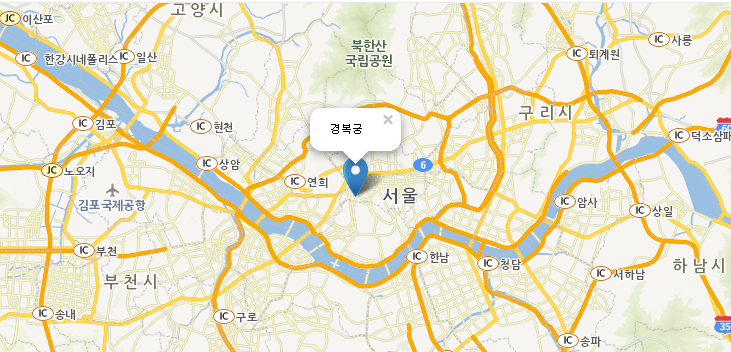 고양시
IC 이산포
IC 한강시네폴리스
IC 일산
북한산
국립공원
IC 퇴계원
IC 사릉
IC 김포
IC 현천
경복궁
×
구리시
IC 덕소삼패
IC 노오지
IC 상암
6
IC 연희
서울
김포국제공항
IC 암사
IC 상일
IC 부천
IC 한남
IC 청담
IC 서하남
하남시
부천시
IC 송내
IC 구로
IC 송파
35